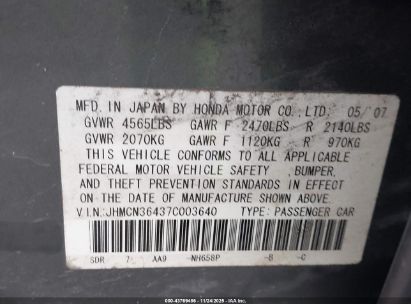 MFD. IN JAPAN BY HONDA MOTOR CO., LTD. 05/'07
GVWR 4565LBS GAWR F 2470LBS R 2140LBS
GVWR 2070KG GAWR F 1120KG R 970KG
THIS VEHICLE CONFORMS TO ALL APPLICABLE
FEDERAL MOTOR VEHICLE SAFETY, BUMPER,
AND THEFT PREVENTION STANDARDS IN EFFECT
ON THE DATE OF MANUFACTURE SHOWN ABOVE.
V.I.N.: JHMCN36437C003640 TYPE: PASSENGER CAR
SDR 7 AA9 -NH658P -B -C